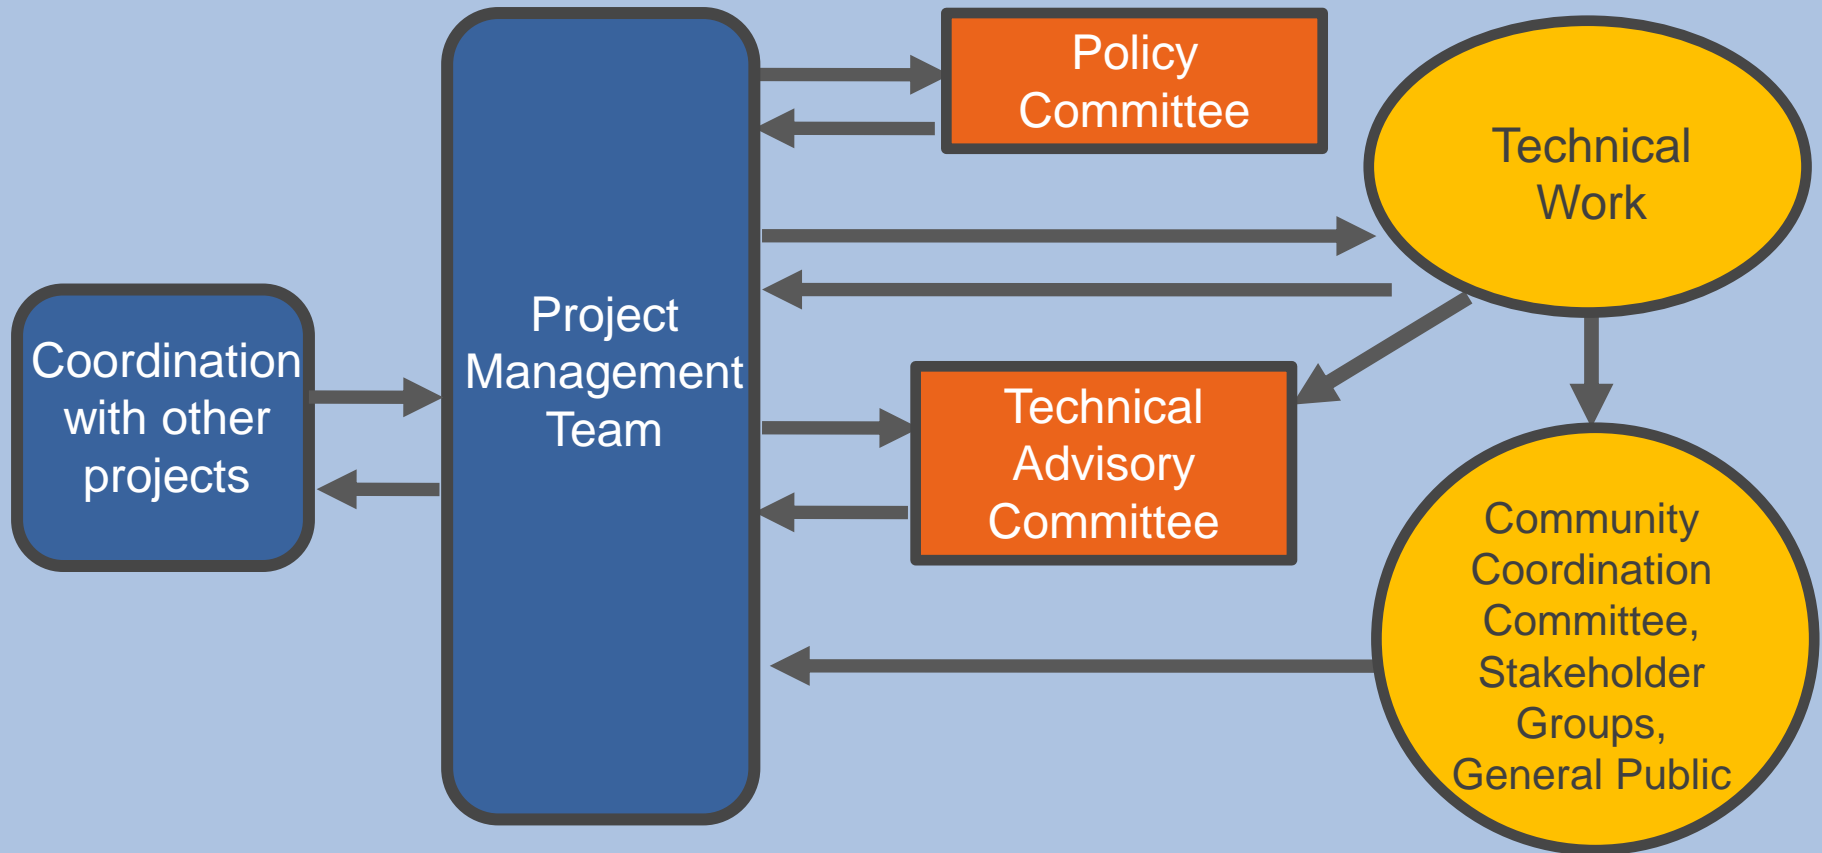 Policy
Committee
Technical
Work
Project
Management
Team
Coordination
with other
projects
Technical
Advisory
Committee
Community
Coordination
Committee,
Stakeholder
Groups,
General Public